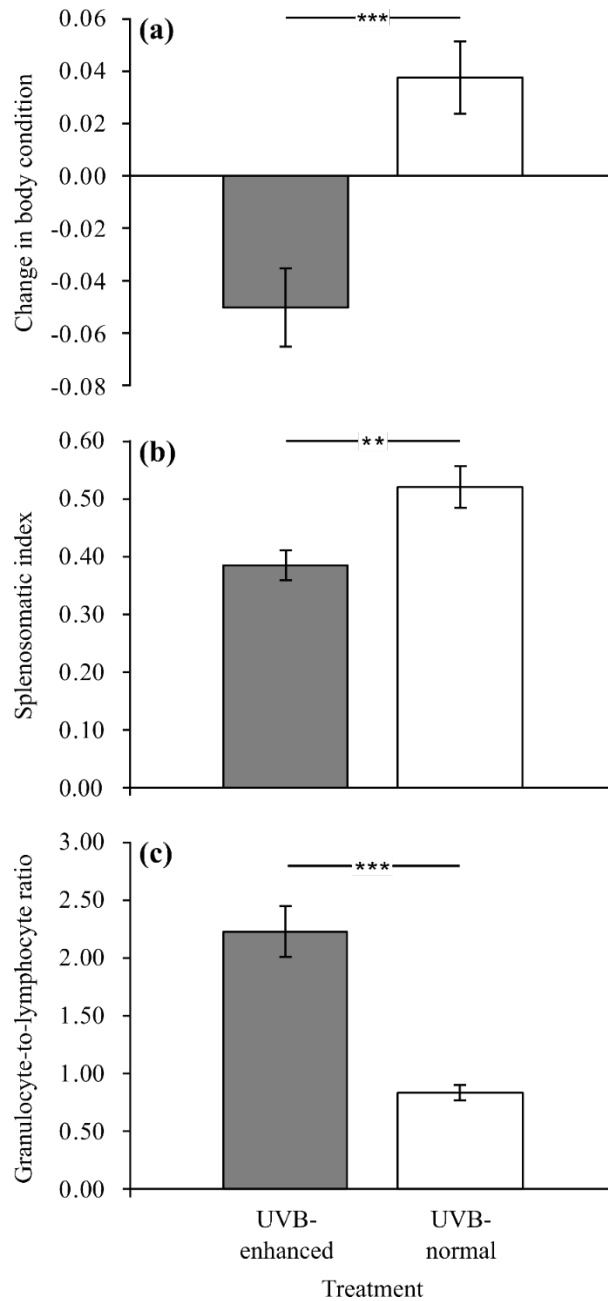 (a)
***
Change in body condition
0.06
0.04
0.02
0.00
-0.02
-0.04
-0.06
-0.08
(b)
**
Splenosomatic index
0.60
0.50
0.40
0.30
0.20
0.10
0.00
(c)
***
Granulocyte-to-lymphocyte ratio
3.00
2.50
2.00
1.50
1.00
0.50
0.00
UVB-
enhanced
UVB-
normal
Treatment